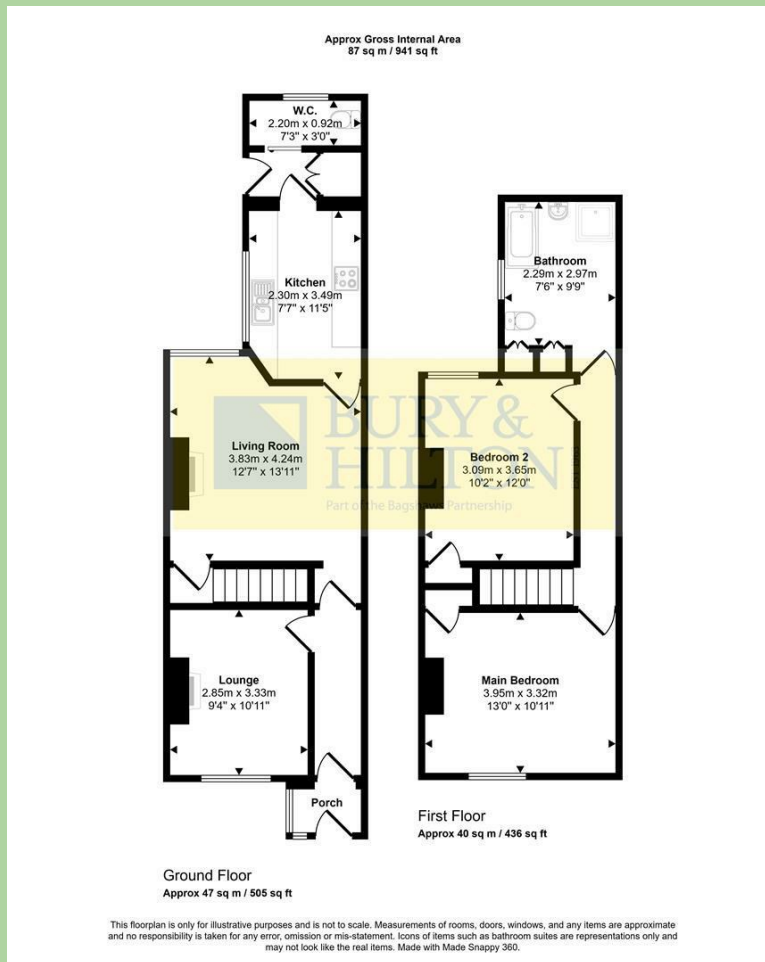 Approx Gross Internal Area
87 sq m / 941 sq ft
W.C.
2.20m x 0.92m
7'3" x 3'0"
Kitchen
2.30m x 3.49m
7'7" x 11'5"
Bathroom
2.29m x 2.97m
7'6" x 9'9"
BURY &
HILTON
Part of the Bagshaws Partnership
Living Room
3.83m x 4.24m
12'7" x 13'11"
Bedroom 2
3.09m x 3.65m
10'2" x 12'0"
Lounge
2.85m x 3.33m
9'4" x 10'11"
Main Bedroom
3.95m x 3.32m
13'0" x 10'11"
Porch
First Floor
Approx 40 sq m / 436 sq ft
Ground Floor
Approx 47 sq m / 505 sq ft
This floorplan is only for illustrative purposes and is not to scale. Measurements of rooms, doors, windows, and any items are approximate
and no responsibility is taken for any error, omission or mis-statement. Icons of items such as bathroom suites are representations only and
may not look like the real items. Made with Made Snappy 360.